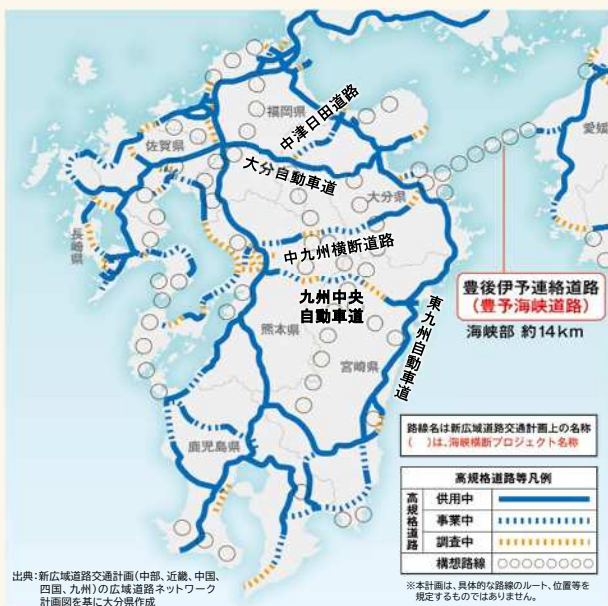 福岡県
中津日田道路
佐賀県
大分自動車道
大分県
愛媛
長崎県
中九州横断道路
九州中央
自動車道
熊本県
宮崎県
東九州自動車道
鹿児島県
豊後伊予連絡道路
(豊予海峡道路)
海峡部 約14km
路線名は新広域道路交通計画上の名称
( )は、海峡横断プロジェクト名称
高規格道路等凡例
高規格道路
供用中
事業中
調査中
構想路線
※本計画は、具体的な路線のルート、位置等を
規定するものではありません。
出典:新広域道路交通計画(中部、近畿、中国、
四国、九州)の広域道路ネットワーク
計画図を基に大分県作成